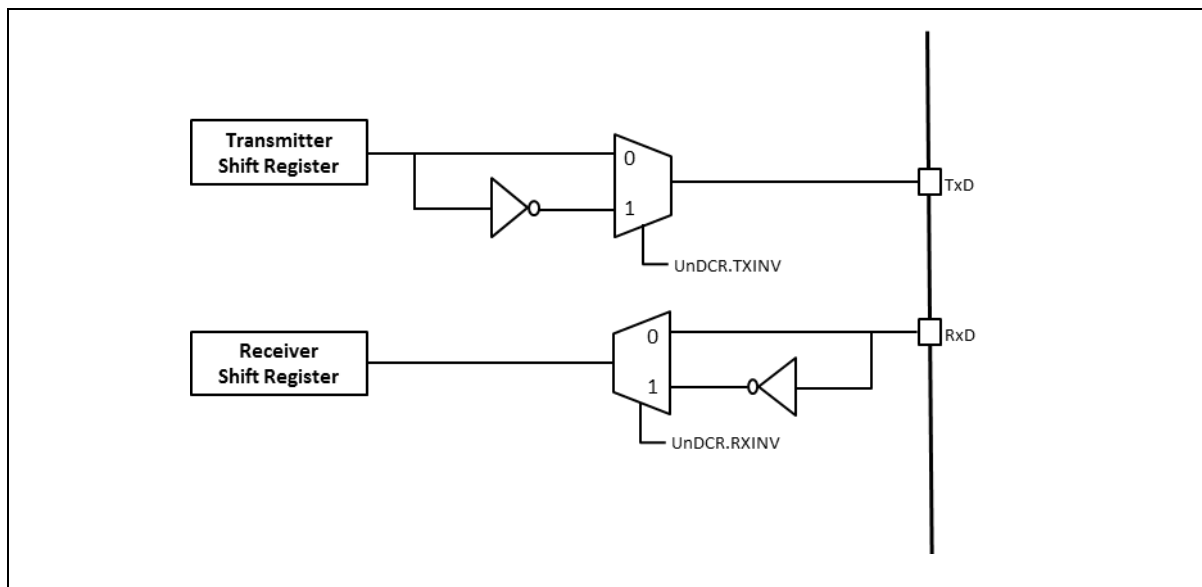 Transmitter
Shift Register
0
1
TxD
UnDCR.TXINV
Receiver
Shift Register
0
1
RxD
UnDCR.RXINV